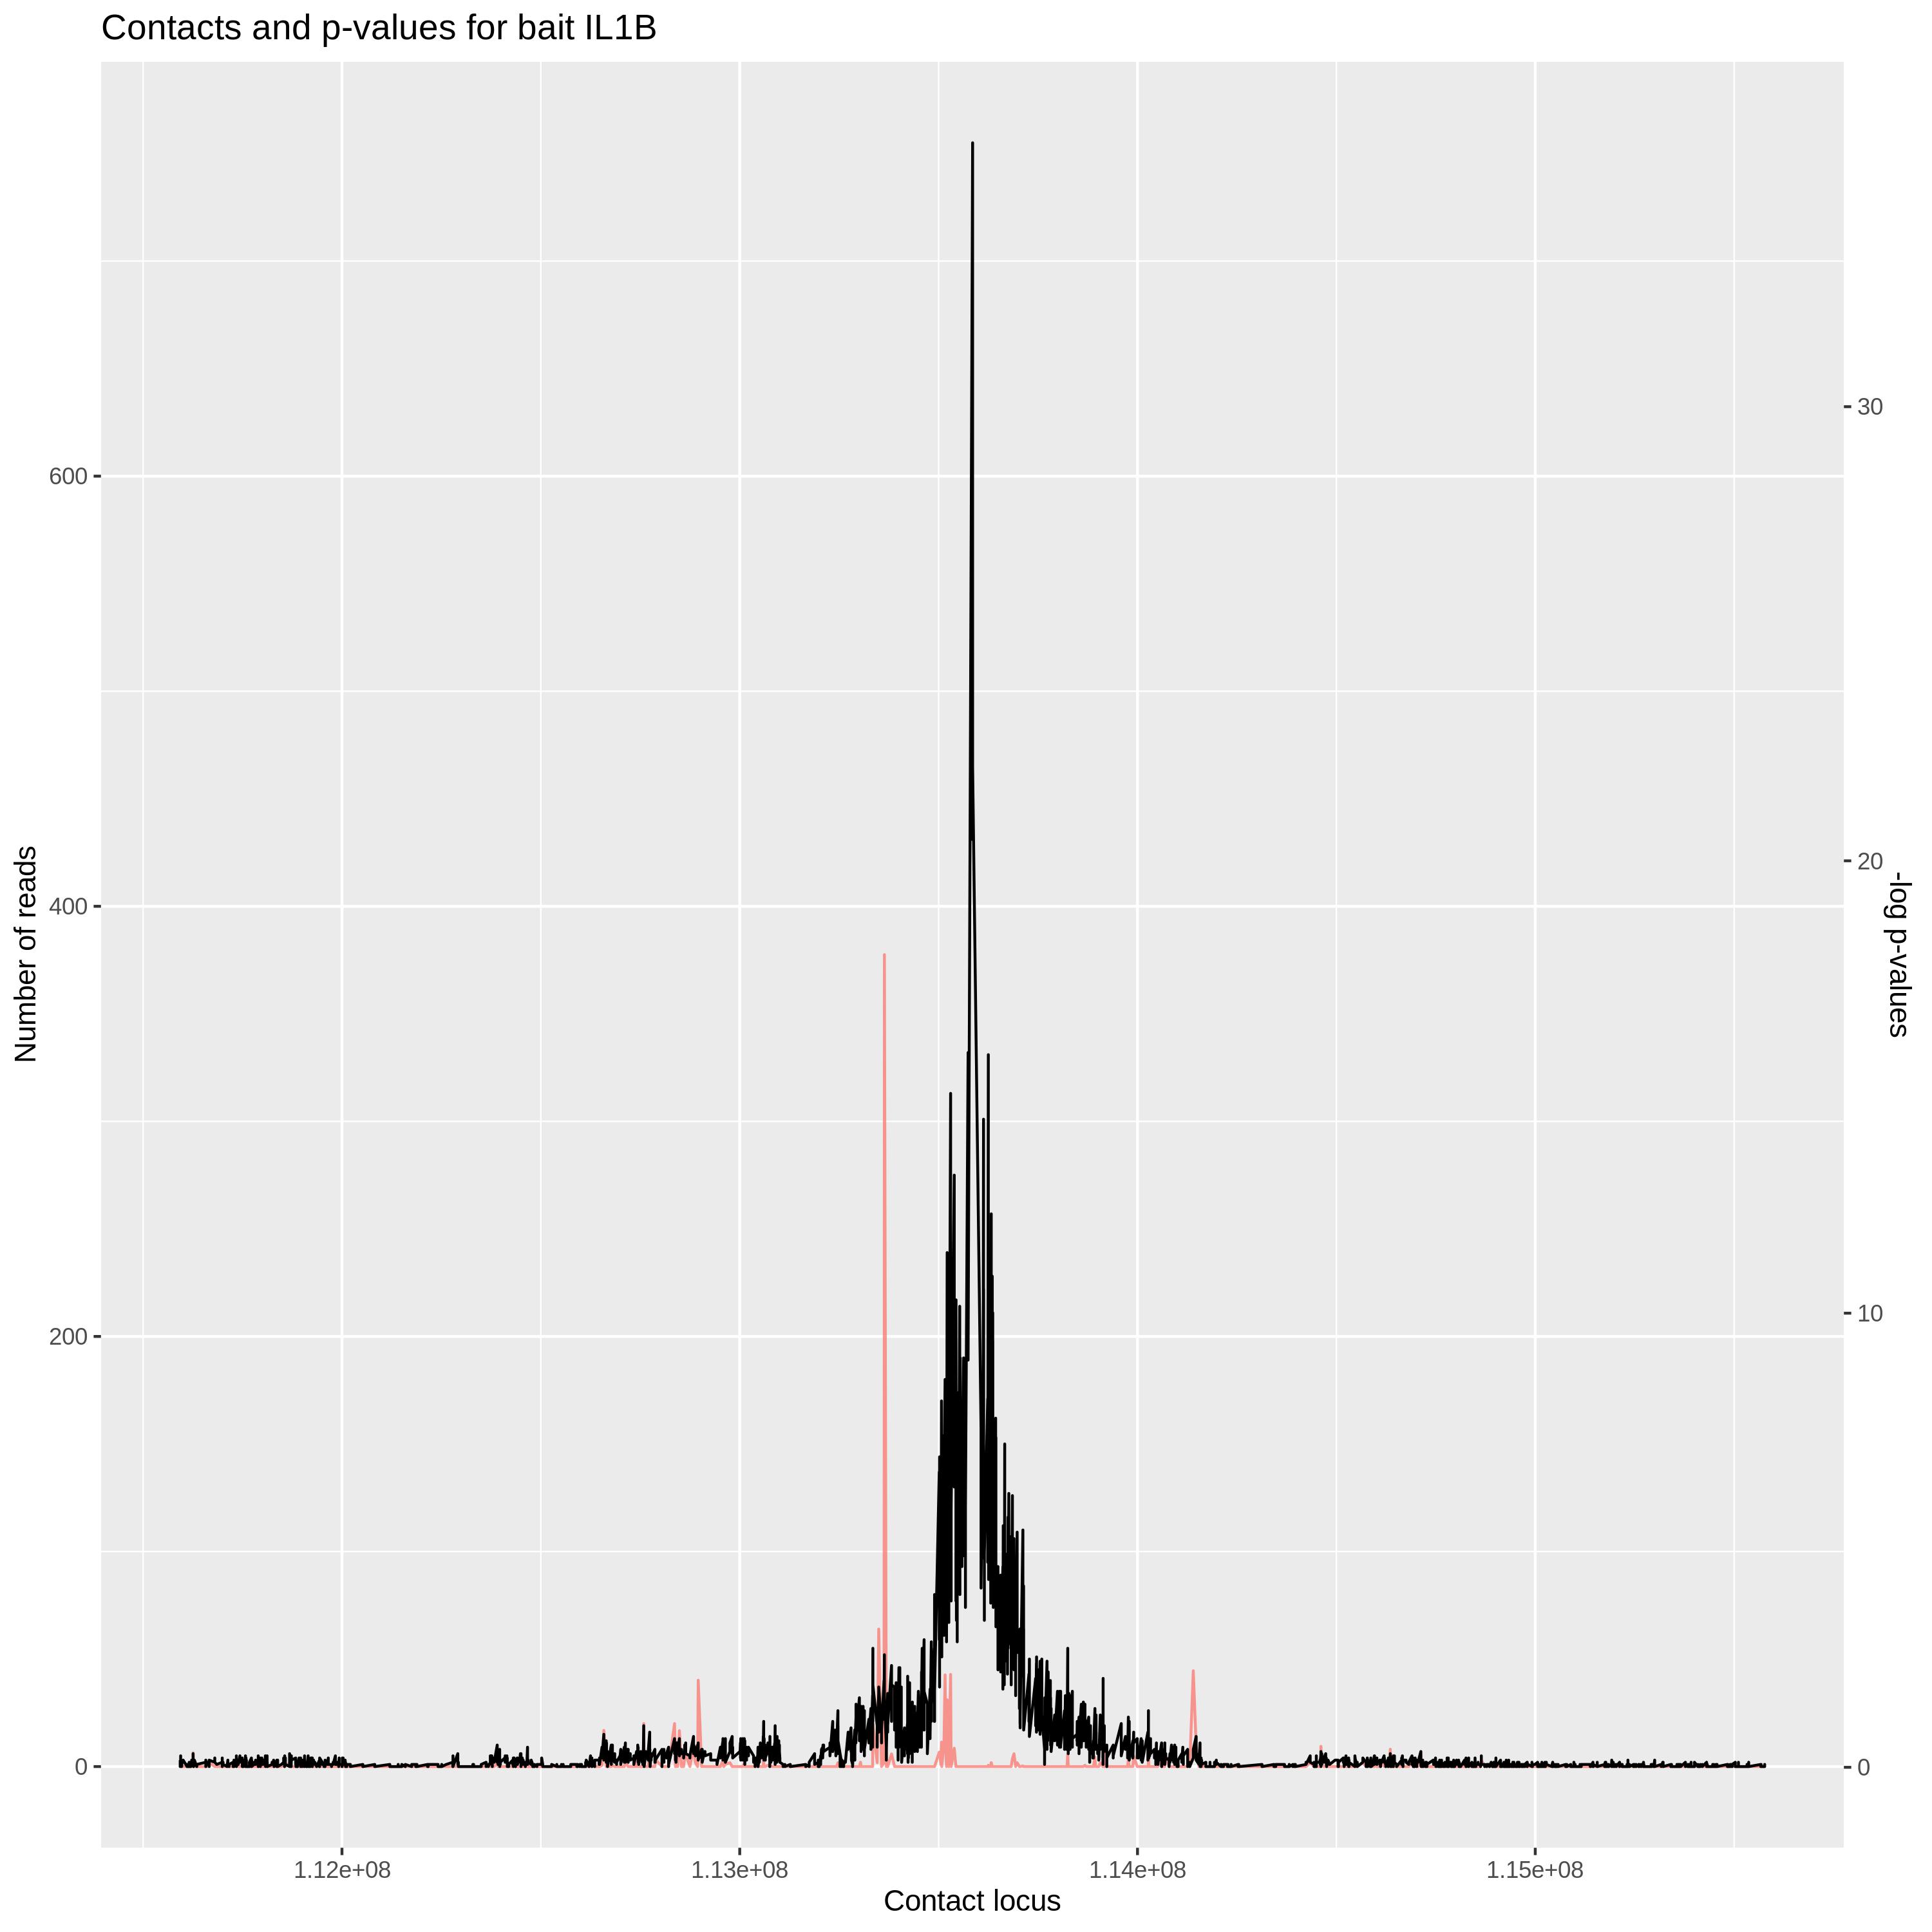 Contacts and p-values for bait IL1B
Number of reads
600
400
200
0
30
20
10
0
-log p-values
1.12e+08
1.13e+08
1.14e+08
1.15e+08
Contact locus